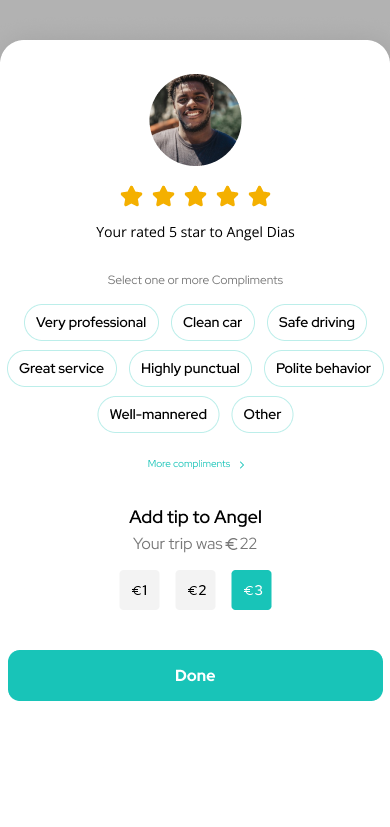 Your rated 5 star to Angel Dias
Select one or more Compliments
Very professional Clean car Safe driving
Great service Highly punctual Polite behavior
Well-mannered Other
More compliments >
Add tip to Angel
Your trip was €22
€1 €2 €3
Done